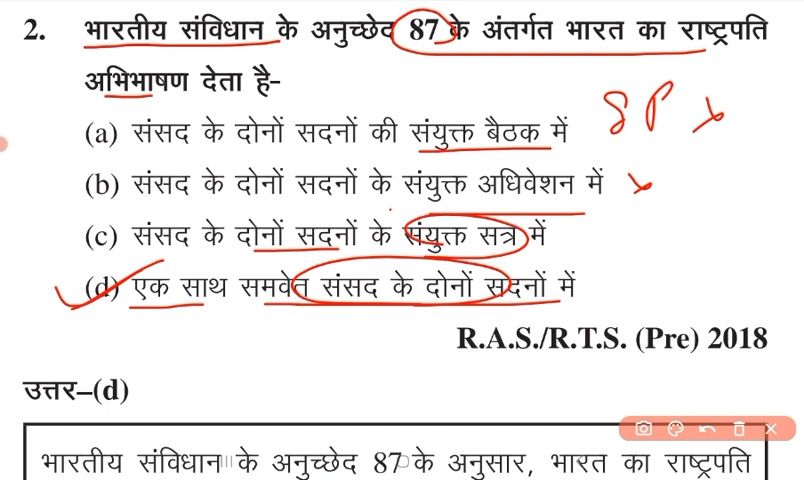 2. भारतीय संविधान के अनुच्छेद 87 के अंतर्गत भारत का राष्ट्रपति
अभिभाषण देता है-
(a) संसद के दोनों सदनों की संयुक्त बैठक में
(b) संसद के दोनों सदनों के संयुक्त अधिवेशन में
(c) संसद के दोनों सदनों के संयुक्त सत्र में
(d) एक साथ समवेत संसद के दोनों सदनों में
R.A.S./R.T.S. (Pre) 2018
उत्तर–(d)
भारतीय संविधान के अनुच्छेद 87 के अनुसार, भारत का राष्ट्रपति